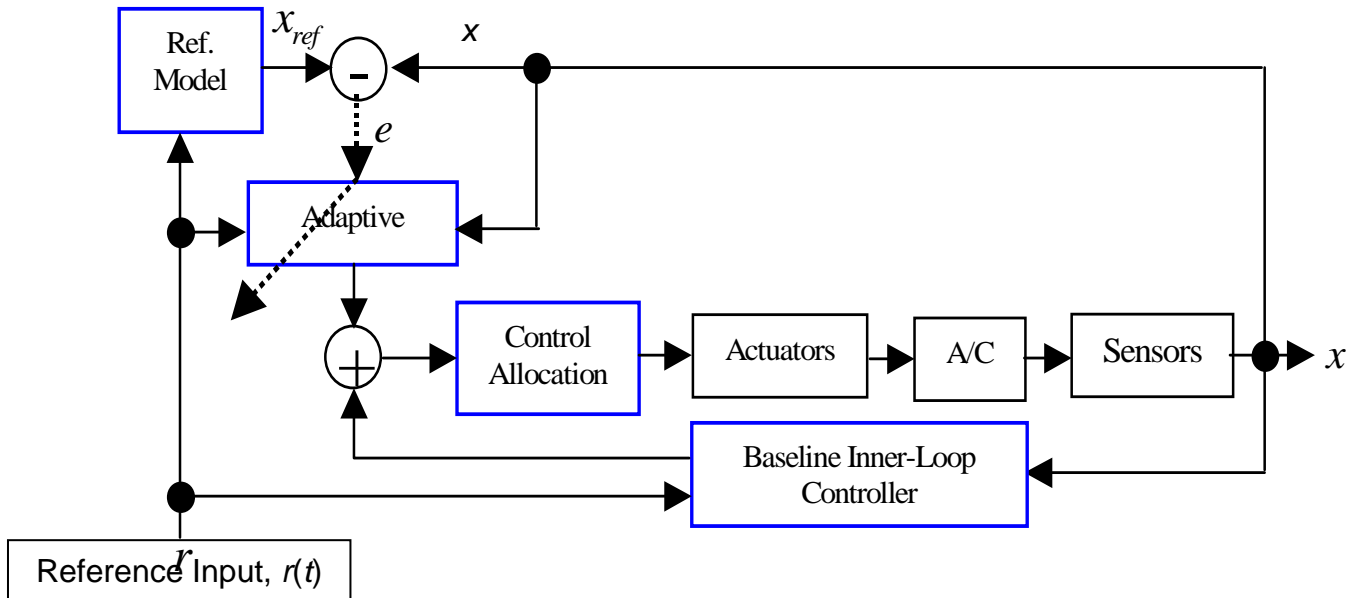 x_ref
x
Ref.
Model
-
e
Adaptive
Control
Allocation
Actuators
A/C
Sensors
+
x
Baseline Inner-Loop
Controller
r
Reference Input, r(t)